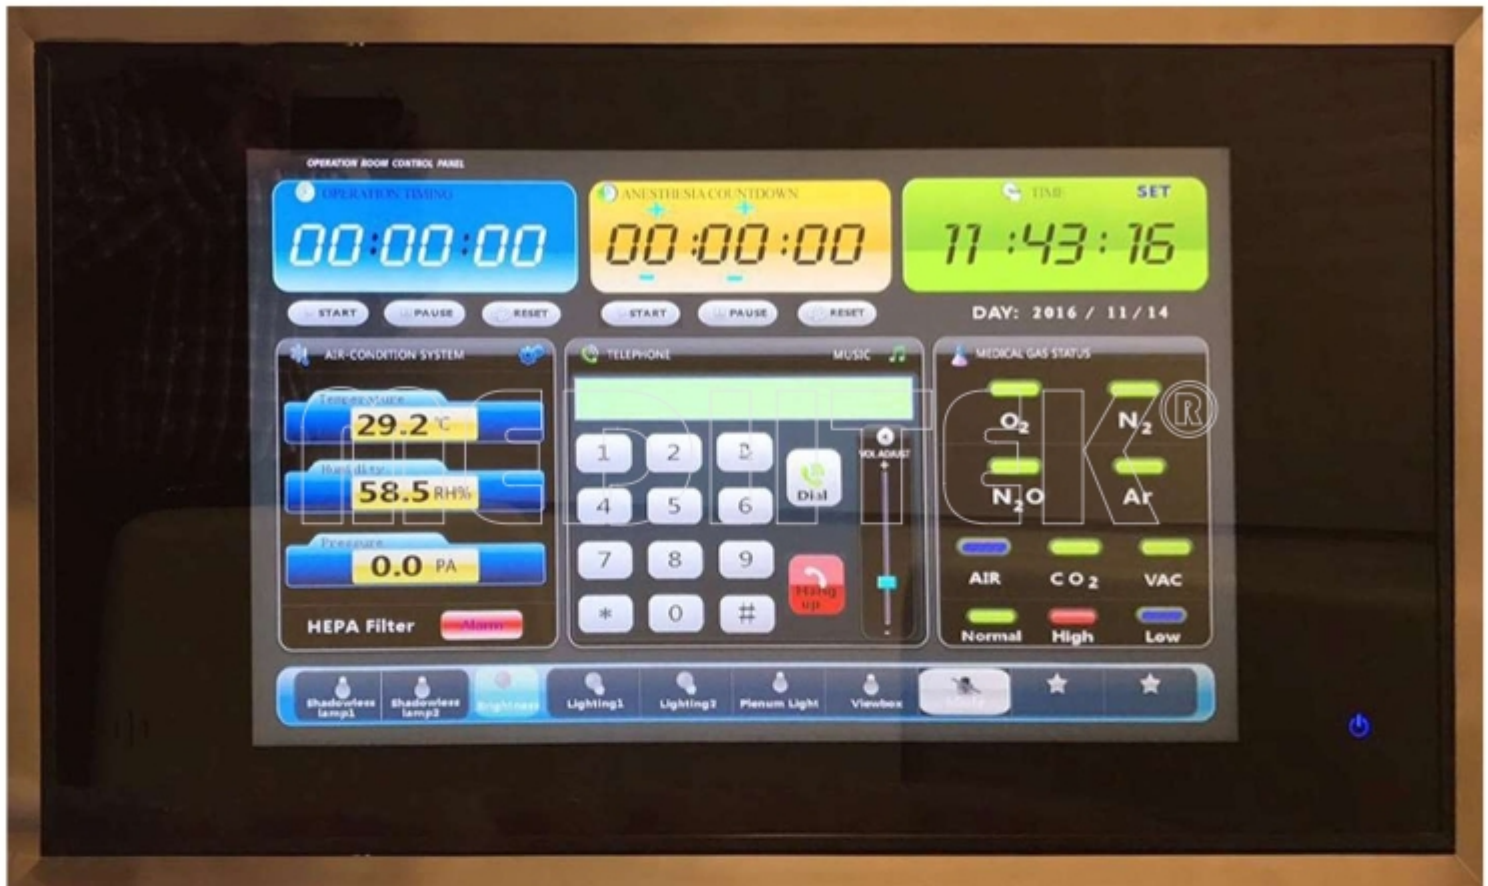 OPERATION ROOM CONTROL PANEL
OPERATION TIMING
00:00:00
START PAUSE RESET
ANESTHESIA COUNTDOWN
+ +
00:00:00
- -
START PAUSE RESET
TIME SET
11:43:16
DAY: 2016 / 11/14
AIR-CONDITION SYSTEM
Temperature
29.2 ℃
Humidity
58.5 RH%
Pressure
0.0 PA
HEPA Filter Alarm
TELEPHONE MUSIC
1 2
4 5 6
7 8 9
* 0 #
Dial
Hang
up
VOL ADJUST
+
-
MEDICAL GAS STATUS
O2 N2
N2O Ar
AIR CO2 VAC
Normal High Low
Shadowless
lamp1
Shadowless
lamp2
Brightness
Lighting1
Lighting2
Plenum Light
Viewbox
MEDIITEK®